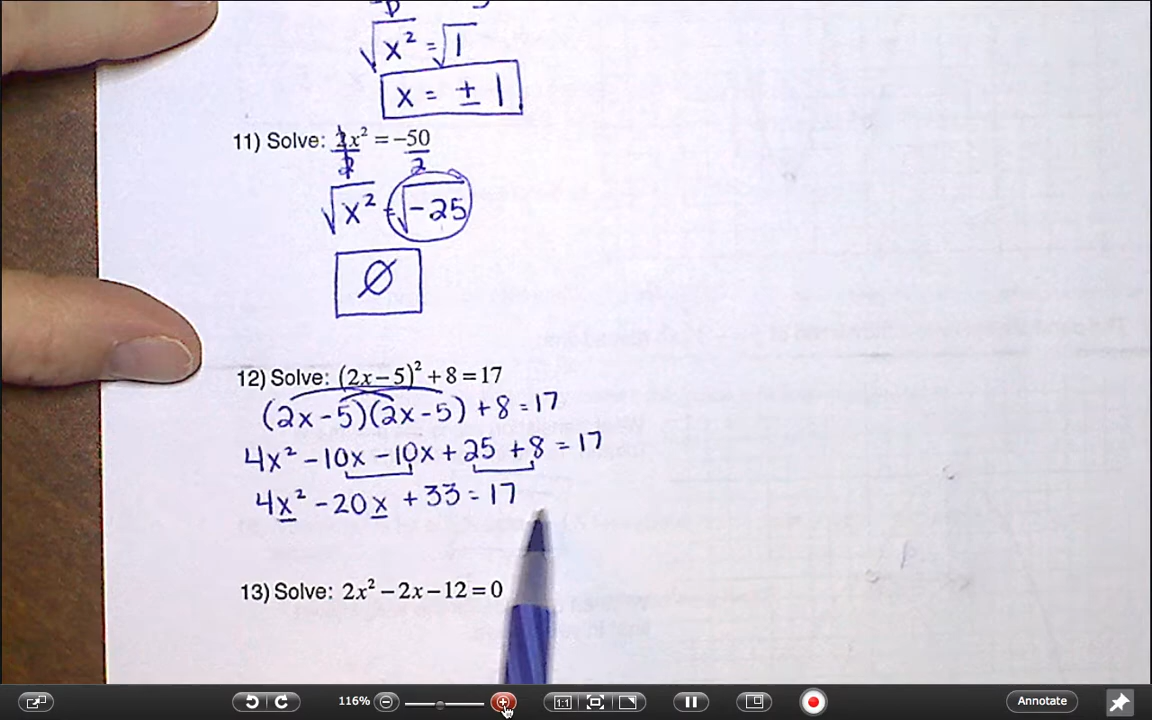 √x² = √1
x = ± 1
11) Solve: 2x² = -50
2 2
√x² = √-25
∅
12) Solve: (2x-5)² + 8 = 17
(2x-5)(2x-5) + 8 = 17
4x² - 10x - 10x + 25 + 8 = 17
4x² - 20x + 33 = 17
13) Solve: 2x² - 2x - 12 = 0
116%
1:1
Annotate